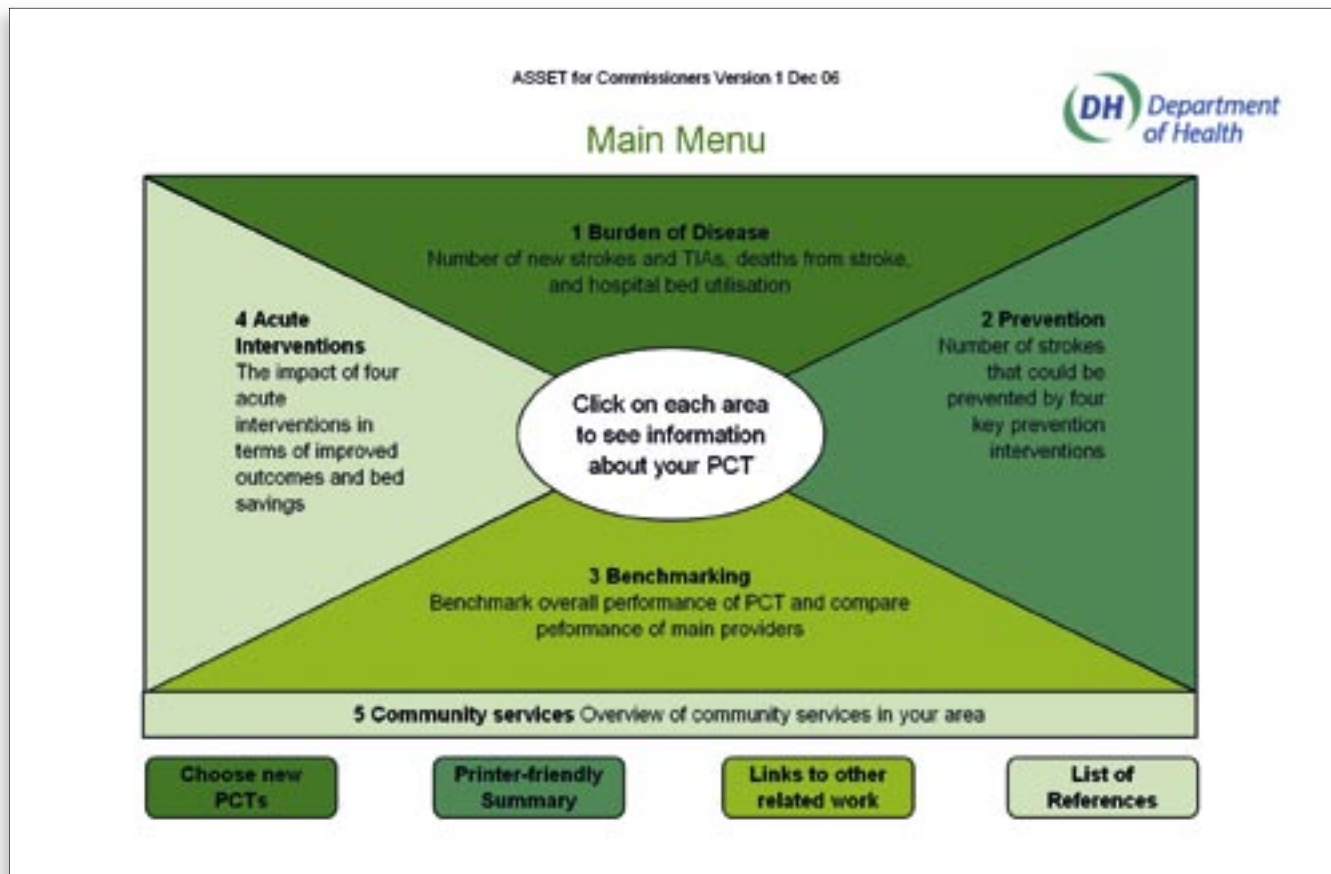 ASSET for Commissioners Version 1 Dec 06
DH Department
of Health
Main Menu
1 Burden of Disease
Number of new strokes and TIAs, deaths from stroke,
and hospital bed utilisation
2 Prevention
Number of strokes
that could be
prevented by four
key prevention
interventions
3 Benchmarking
Benchmark overall performance of PCT and compare
peformance of main providers
4 Acute
Interventions
The impact of four
acute
interventions in
terms of improved
outcomes and bed
savings
Click on each area
to see information
about your PCT
5 Community services Overview of community services in your area
Choose new
PCTs
Printer-friendly
Summary
Links to other
related work
List of
References